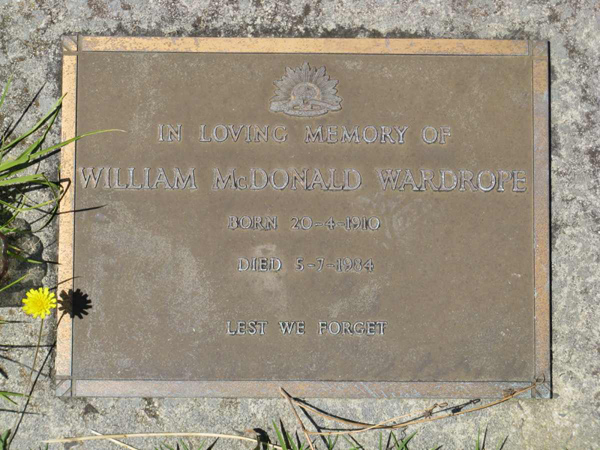 IN LOVING MEMORY OF
WILLIAM McDONALD WARDROPE
BORN 20-4-1910
DIED 5-7-1984
LEST WE FORGET